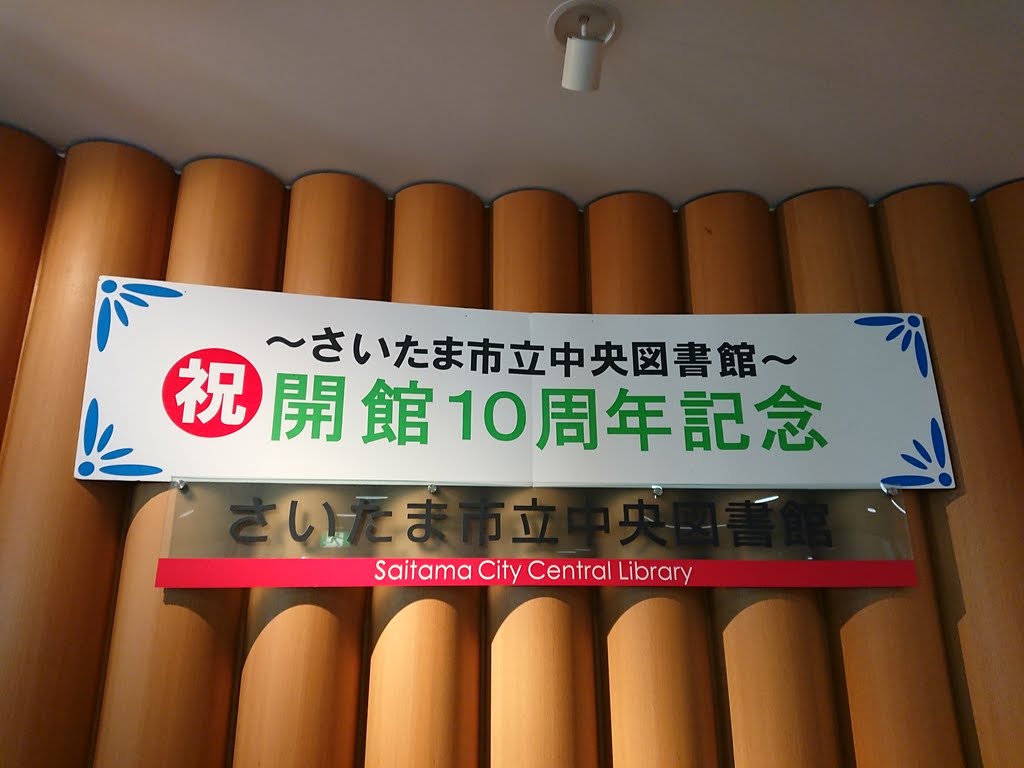 ～さいたま市立中央図書館～
祝 開館10周年記念
さいたま市立中央図書館
Saitama City Central Library